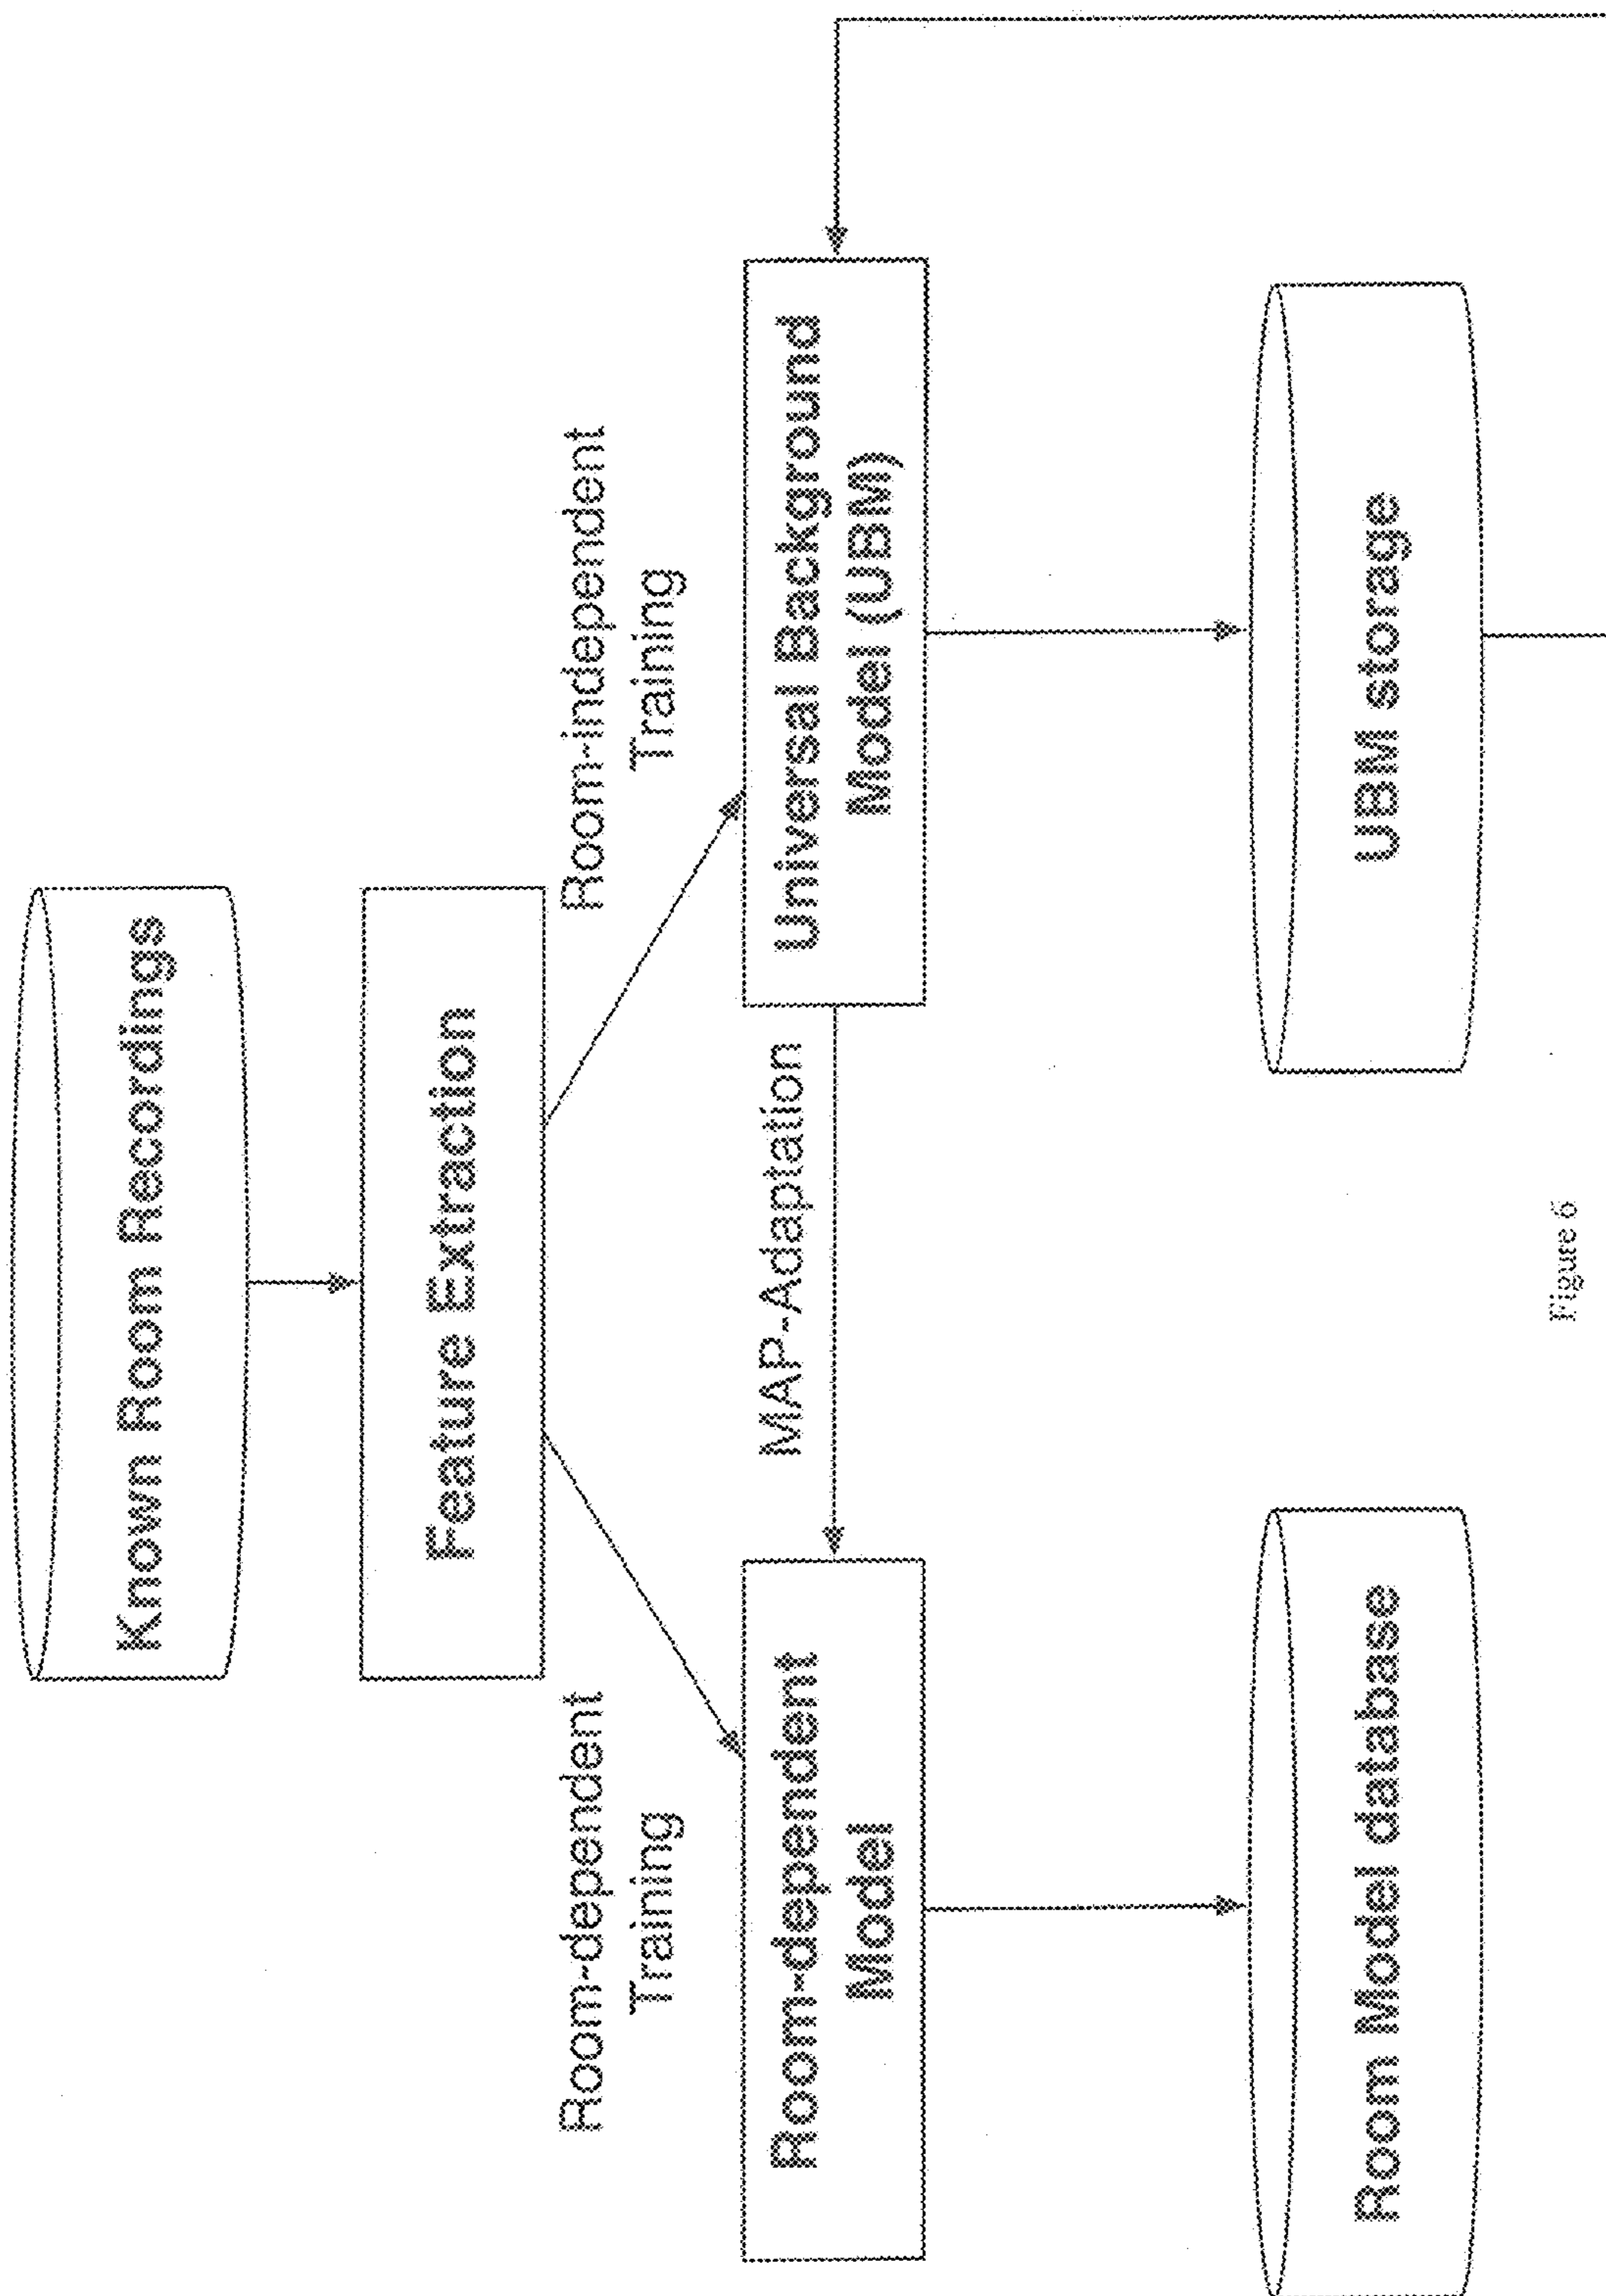 Known Room Recordings
Feature Extraction
Room-dependent
Training
Room-independent
Training
MAP-Adaptation
Room-dependent
Model
Universal Background
Model (UBM)
Room Model database
UBM storage
Figure 6